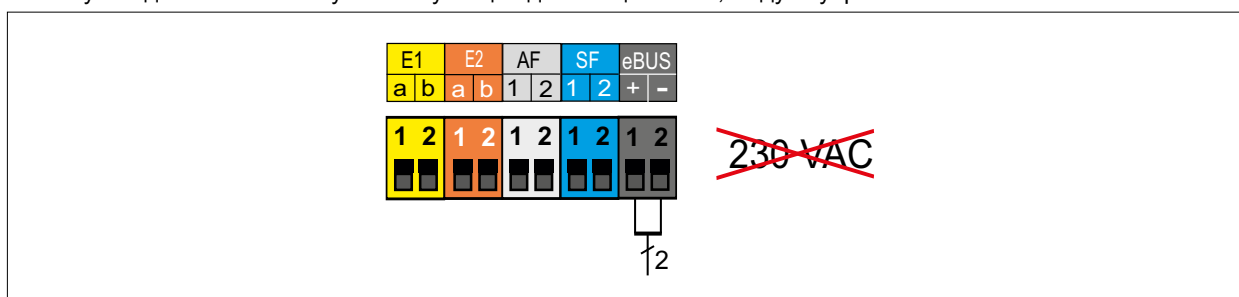 E1 E2 AF SF eBUS
a b a b 1 2 1 2 + -
1 2 1 2 1 2 1 2 1 2
230 VAC
2